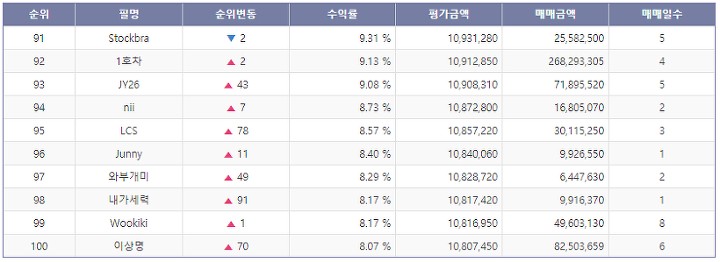 순위 필명 순위변동 수익률 평가금액 매매금액 매매일수
91 Stockbra ▼ 2 9.31 % 10,931,280 25,582,500 5
92 1호차 ▲ 2 9.13 % 10,912,850 268,293,305 4
93 JY26 ▲ 43 9.08 % 10,908,310 71,895,520 5
94 nii ▲ 7 8.73 % 10,872,800 16,805,070 2
95 LCS ▲ 78 8.57 % 10,857,220 30,115,250 3
96 Junny ▲ 11 8.40 % 10,840,060 9,926,550 1
97 와부개미 ▲ 49 8.29 % 10,828,720 6,447,630 2
98 내가세력 ▲ 91 8.17 % 10,817,420 9,916,370 1
99 Wookiki ▲ 1 8.17 % 10,816,950 49,603,130 8
100 이상명 ▲ 70 8.07 % 10,807,450 82,503,659 6